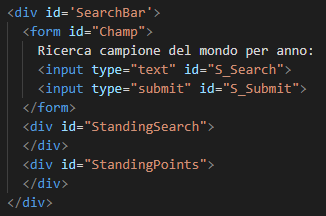 <div id='SearchBar'>
<form id="Champ">
Ricerca campione del mondo per anno:
<input type="text" id="S_Search">
<input type="submit" id="S_Submit">
</form>
<div id="StandingSearch">
</div>
<div id="StandingPoints">
</div>
</div>